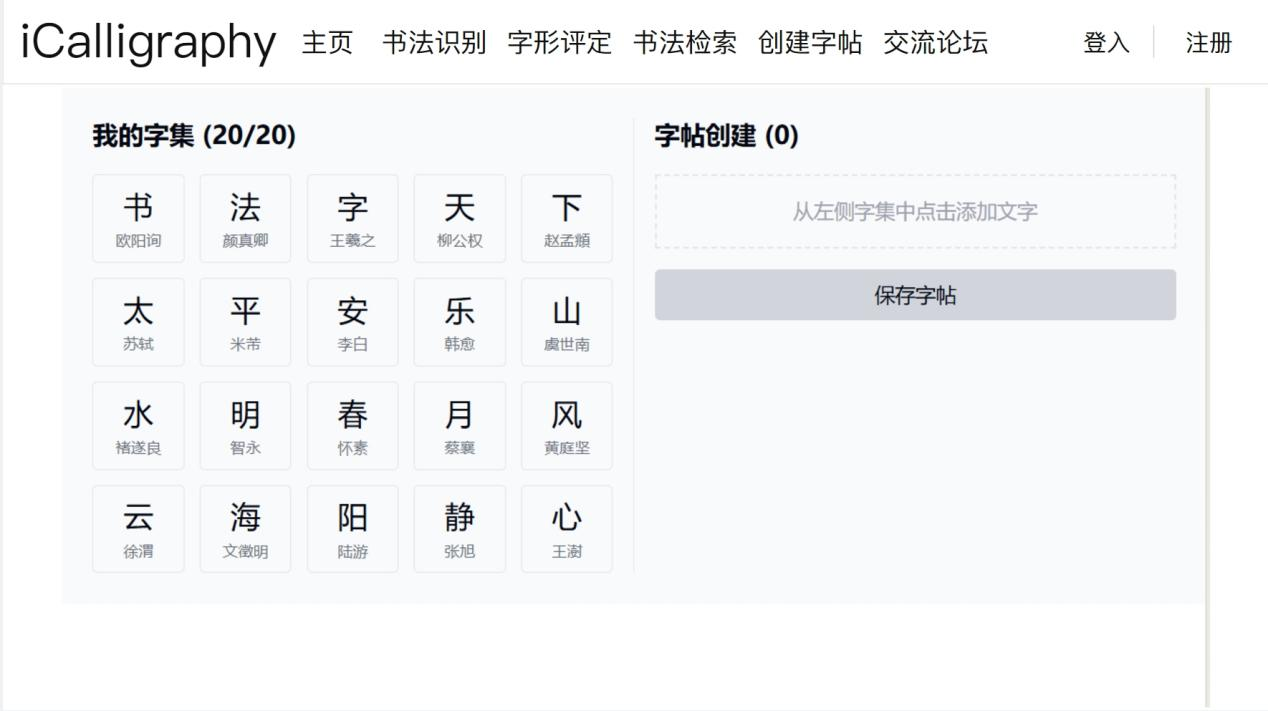 iCalligraphy 主页 书法识别 字形评定 书法检索 创建字帖 交流论坛 登入 注册
我的字集 (20/20)
书 法 字 天 下
欧阳询 颜真卿 王羲之 柳公权 赵孟頫
太 平 安 乐 山
苏轼 米芾 李白 韩愈 虞世南
水 明 春 月 风
褚遂良 智永 怀素 蔡襄 黄庭坚
云 海 阳 静 心
徐渭 文徵明 陆游 张旭 王澍
字帖创建 (0)
从左侧字集中点击添加文字
保存字帖